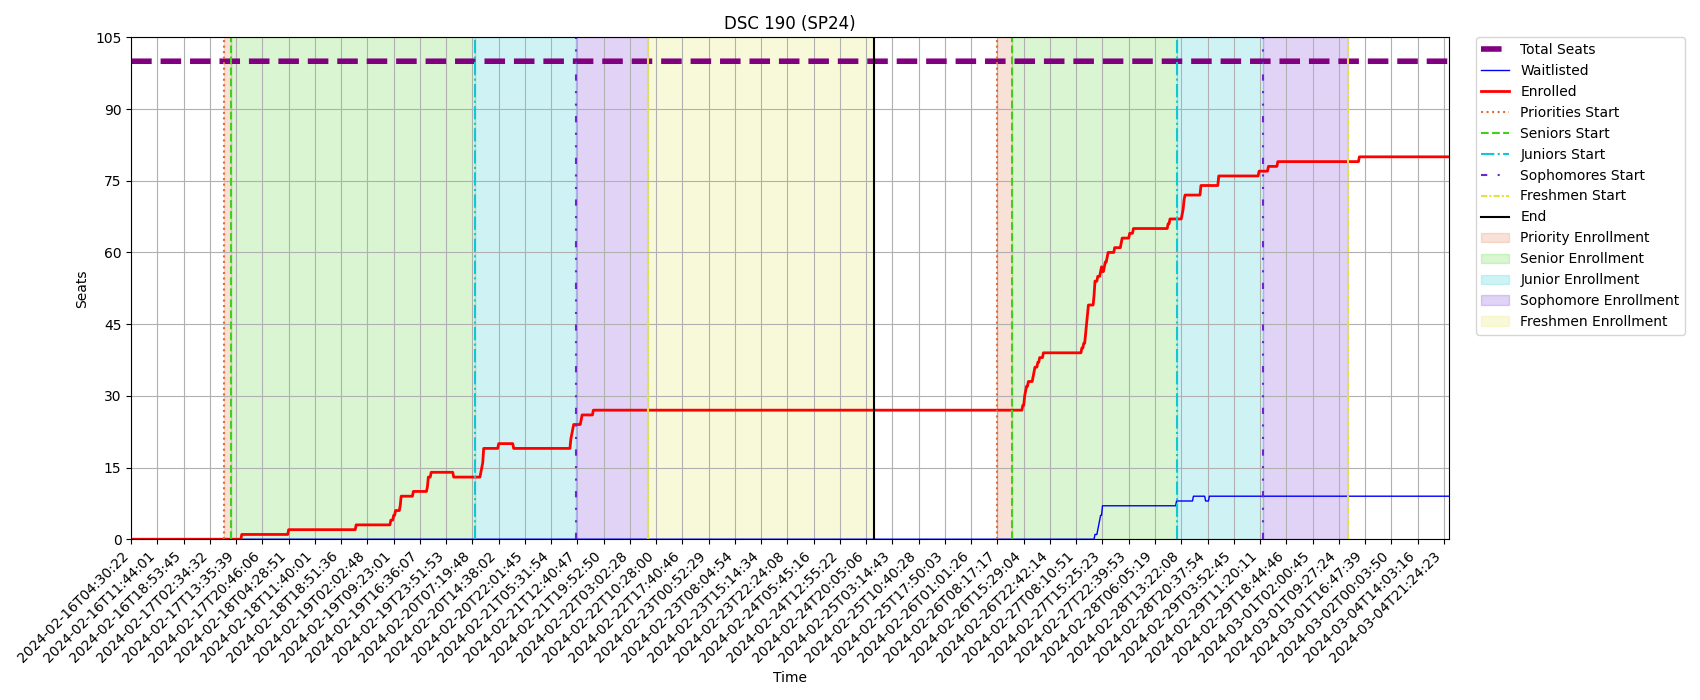 DSC 190 (SP24)
105
90
75
60
45
30
15
0
Seats
2024-02-16T04:30:22
2024-02-16T11:44:01
2024-02-16T18:53:45
2024-02-17T02:34:32
2024-02-17T13:35:39
2024-02-17T20:46:06
2024-02-18T04:28:51
2024-02-18T11:40:01
2024-02-18T18:51:36
2024-02-19T02:02:48
2024-02-19T09:23:01
2024-02-19T16:36:07
2024-02-19T23:51:53
2024-02-20T07:19:48
2024-02-20T14:38:02
2024-02-20T22:01:45
2024-02-21T05:31:54
2024-02-21T12:40:47
2024-02-21T19:52:50
2024-02-22T03:02:28
2024-02-22T10:28:00
2024-02-22T17:40:46
2024-02-23T00:52:29
2024-02-23T08:04:54
2024-02-23T15:14:34
2024-02-23T22:24:08
2024-02-24T05:45:16
2024-02-24T12:55:22
2024-02-24T20:05:06
2024-02-25T03:14:43
2024-02-25T10:40:28
2024-02-25T17:50:03
2024-02-26T01:01:26
2024-02-26T08:17:17
2024-02-26T15:29:04
2024-02-26T22:42:14
2024-02-27T08:10:51
2024-02-27T15:25:23
2024-02-27T22:39:53
2024-02-28T06:05:19
2024-02-28T13:22:08
2024-02-28T20:37:54
2024-02-29T03:52:45
2024-02-29T11:20:11
2024-02-29T18:44:46
2024-03-01T02:00:45
2024-03-01T09:27:24
2024-03-01T16:47:39
2024-03-02T00:03:50
2024-03-04T14:03:16
2024-03-04T21:24:23
Time
Total Seats
Waitlisted
Enrolled
Priorities Start
Seniors Start
Juniors Start
Sophomores Start
Freshmen Start
End
Priority Enrollment
Senior Enrollment
Junior Enrollment
Sophomore Enrollment
Freshmen Enrollment